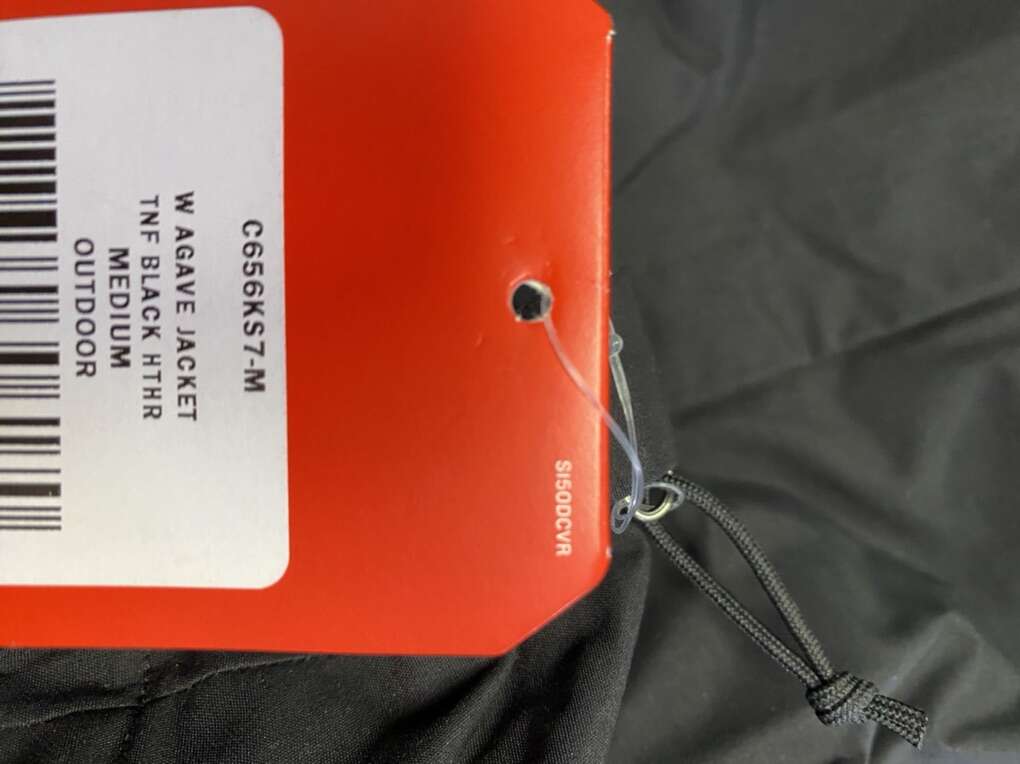 C656KS7-M
W AGAVE JACKET
TNF BLACK HTHR
MEDIUM
OUTDOOR
SI50DCVR